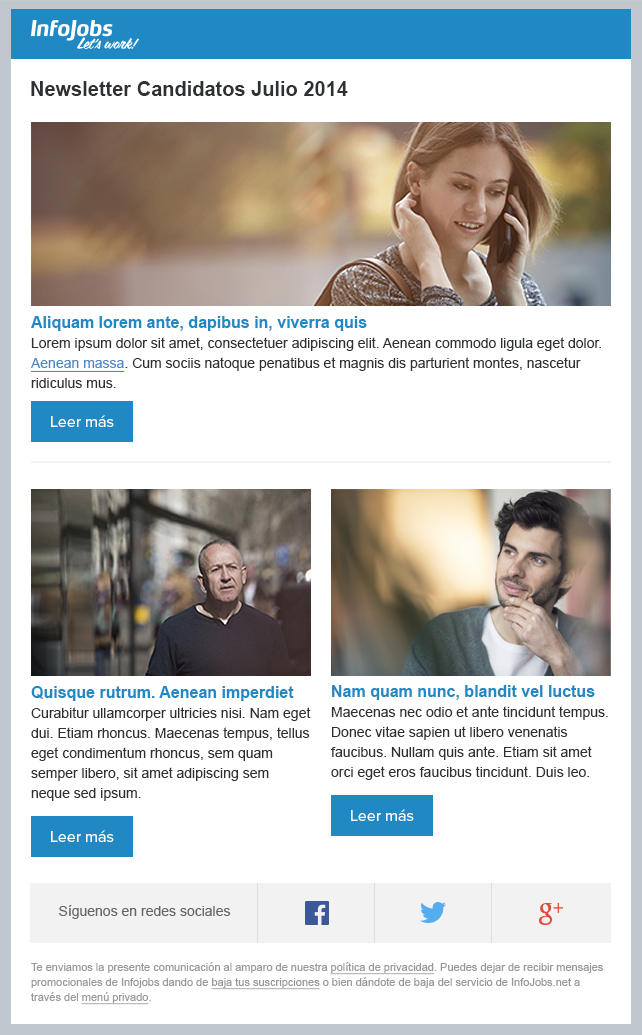 InfoJobs
Let's work!
Newsletter Candidatos Julio 2014
Aliquam lorem ante, dapibus in, viverra quis
Lorem ipsum dolor sit amet, consectetuer adipiscing elit. Aenean commodo ligula eget dolor.
Aenean massa. Cum sociis natoque penatibus et magnis dis parturient montes, nascetur
ridiculus mus.
Leer más
Quisque rutrum. Aenean imperdiet
Curabitur ullamcorper ultricies nisi. Nam eget
dui. Etiam rhoncus. Maecenas tempus, tellus
eget condimentum rhoncus, sem quam
semper libero, sit amet adipiscing sem
neque sed ipsum.
Leer más
Nam quam nunc, blandit vel luctus
Maecenas nec odio et ante tincidunt tempus.
Donec vitae sapien ut libero venenatis
faucibus. Nullam quis ante. Etiam sit amet
orci eget eros faucibus tincidunt. Duis leo.
Leer más
Síguenos en redes sociales
f
g+
Te enviamos la presente comunicación al amparo de nuestra política de privacidad. Puedes dejar de recibir mensajes
promocionales de Infojobs dando de baja tus suscripciones o bien dándote de baja del servicio de InfoJobs.net a
través del menú privado.